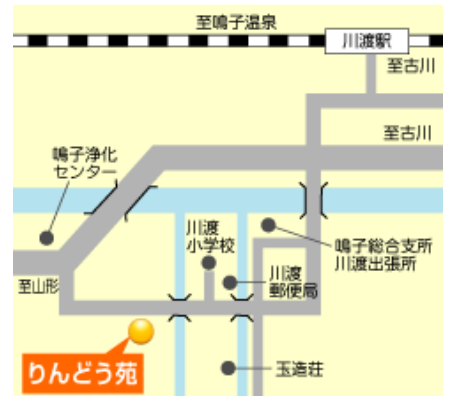 至鳴子温泉
川渡駅
至古川
至古川
鳴子浄化
センター
川渡
小学校
鳴子総合支所
川渡出張所
川渡
郵便局
至山形
りんどう苑
玉造荘